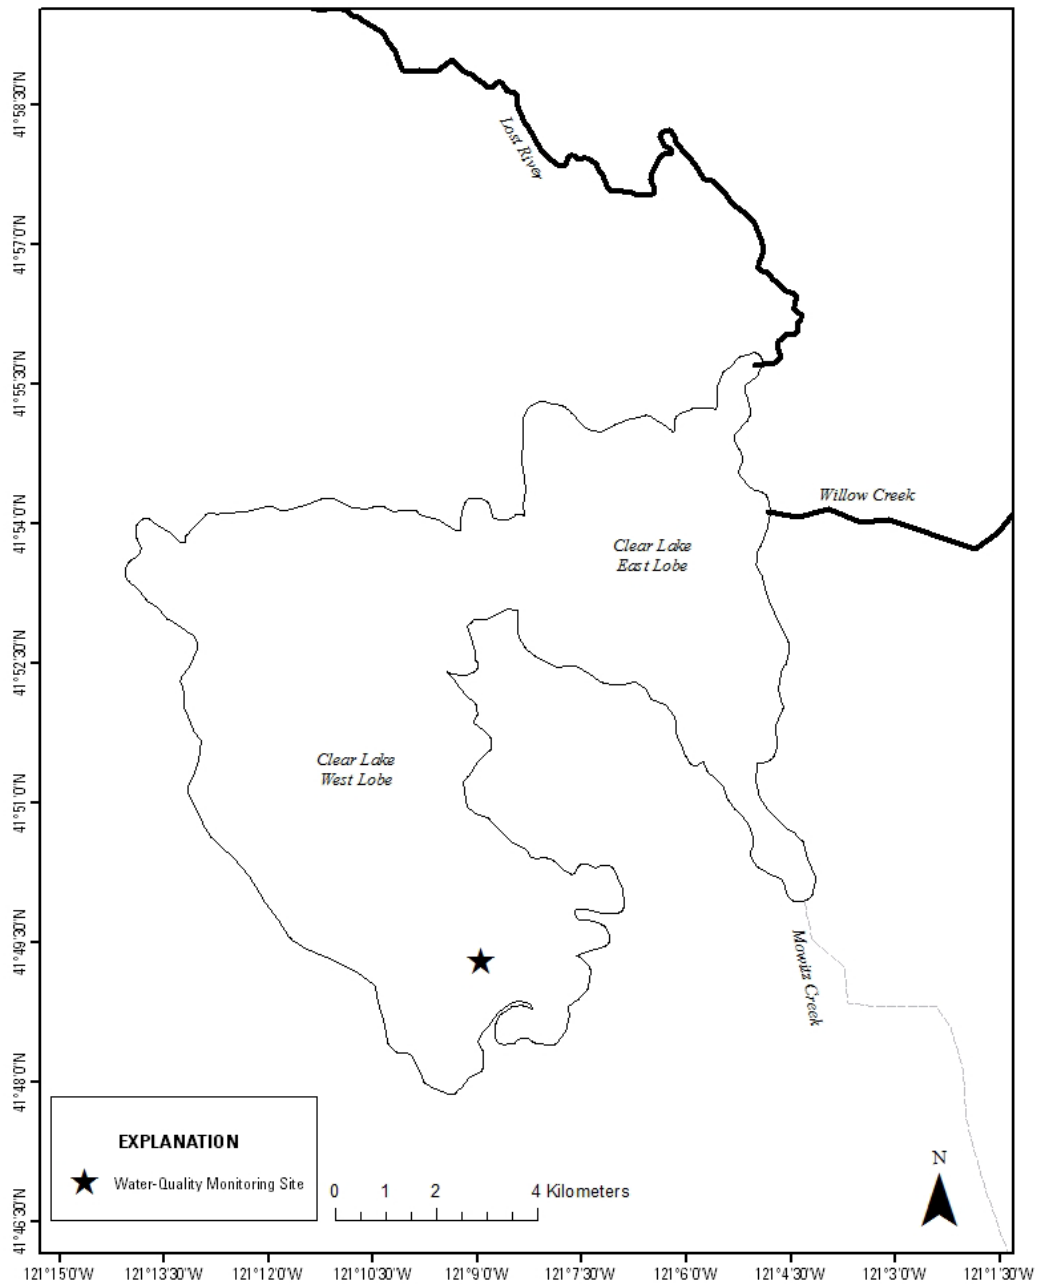 41°58'30"N
Lost River
41°57'0"N
41°55'30"N
Willow Creek
41°54'0"N
Clear Lake
East Lobe
41°52'30"N
Clear Lake
West Lobe
41°51'0"N
41°49'30"N
Mowitz Creek
41°48'0"N
EXPLANATION
Water-Quality Monitoring Site
0 1 2 4 Kilometers
N
41°46'30"N
121°15'0"W 121°13'30"W 121°12'0"W 121°10'30"W 121°9'0"W 121°7'30"W 121°6'0"W 121°4'30"W 121°3'0"W 121°1'30"W